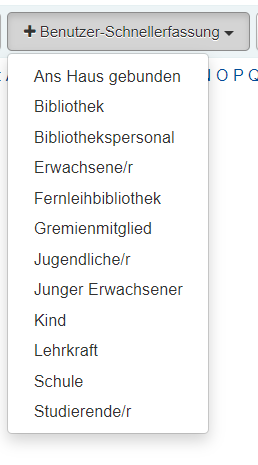 Benutzer-Schnellerfassung
N O P Q
Ans Haus gebunden
Bibliothek
Bibliothekspersonal
Erwachsene/r
Fernleihbibliothek
Gremienmitglied
Jugendliche/r
Junger Erwachsener
Kind
Lehrkraft
Schule
Studierende/r